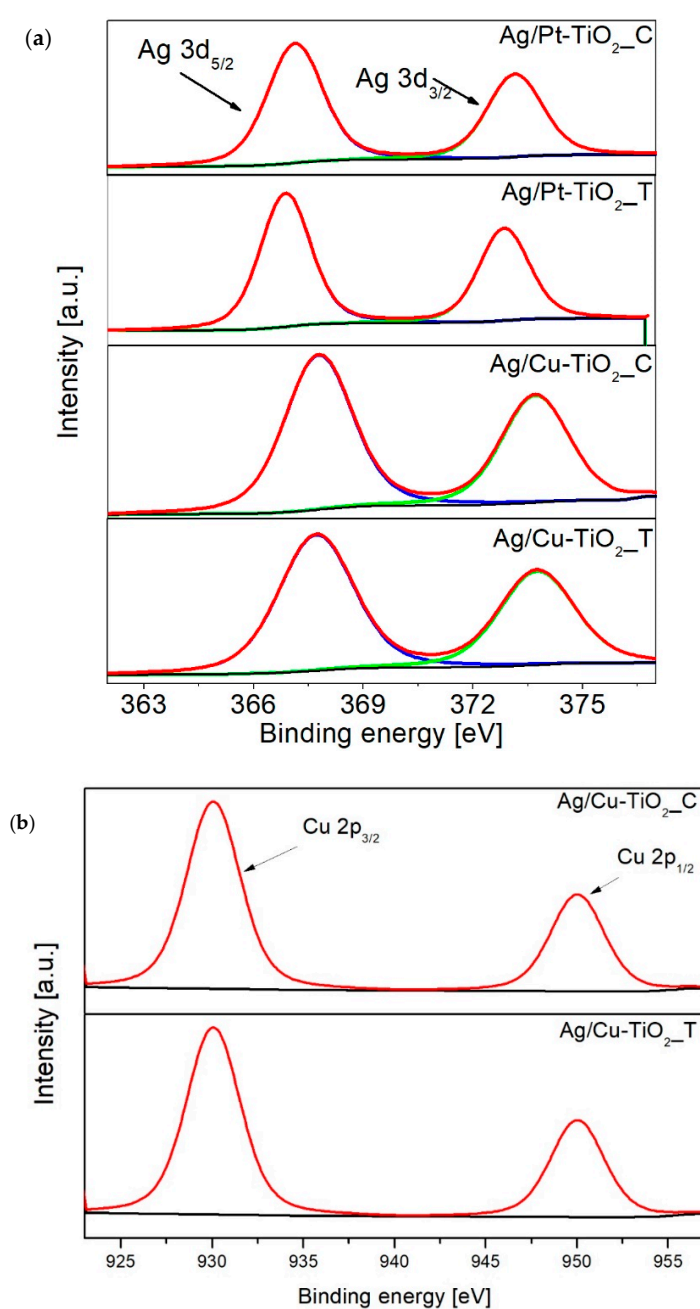 (a)
Ag/Pt-TiO₂_C
Ag 3d₅/₂
Ag 3d₃/₂
Ag/Pt-TiO₂_T
Ag/Cu-TiO₂_C
Ag/Cu-TiO₂_T
Intensity [a.u.]
363 366 369 372 375
Binding energy [eV]
(b)
Ag/Cu-TiO₂_C
Cu 2p₃/₂
Cu 2p₁/₂
Ag/Cu-TiO₂_T
Intensity [a.u.]
925 930 935 940 945 950 955
Binding energy [eV]